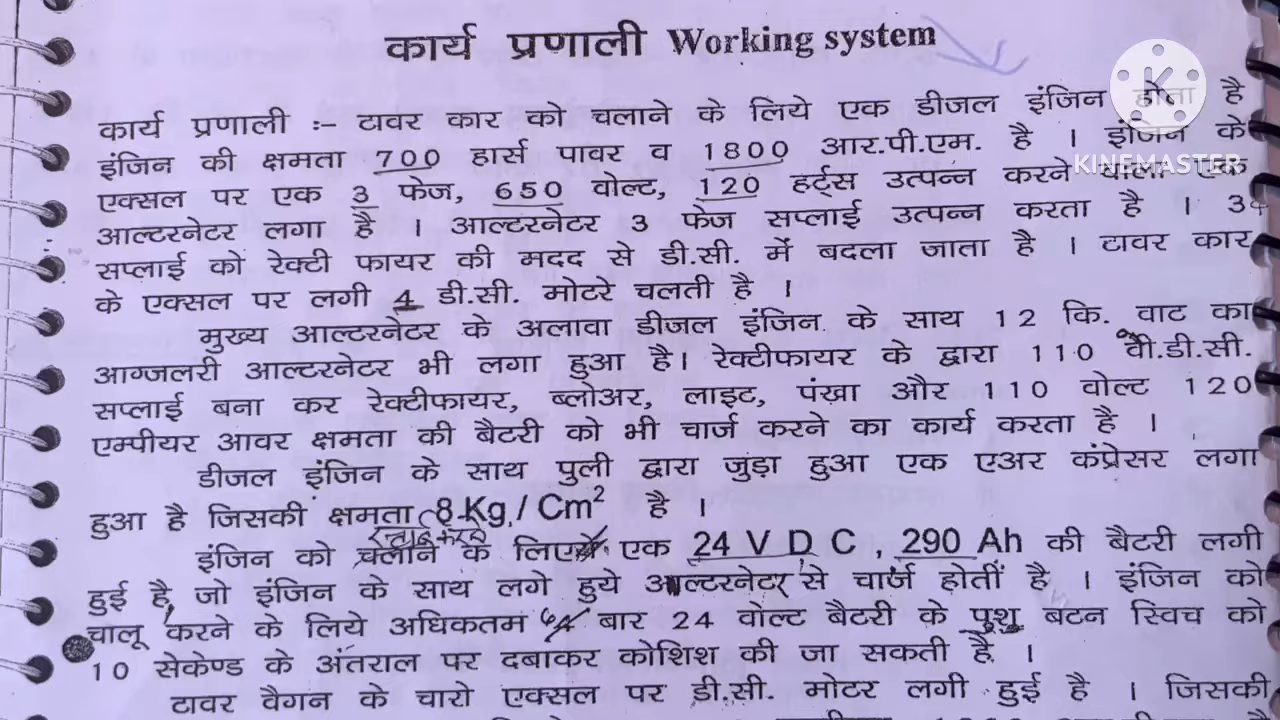 कार्य प्रणाली Working system
कार्य प्रणाली :- टावर कार को चलाने के लिये एक डीजल इंजिन होता है
इंजिन की क्षमता 700 हार्स पावर व 1800 आर.पी.एम. है । इंजिन के
KINEMASTER
एक्सल पर एक 3 फेज, 650 वोल्ट, 120 हर्ट्स उत्पन्न करने वाला एक
आल्टरनेटर लगा है । आल्टरनेटर 3 फेज सप्लाई उत्पन्न करता है ।
सप्लाई को रेक्टी फायर की मदद से डी.सी. में बदला जाता है । टावर कार
के एक्सल पर लगी 4 डी.सी. मोटरे चलती है ।
मुख्य आल्टरनेटर के अलावा डीजल इंजिन के साथ 12 कि. वाट का
आग्जलरी आल्टरनेटर भी लगा हुआ है। रेक्टीफायर के द्वारा 110 वी.डी.सी.
सप्लाई बना कर रेक्टीफायर, ब्लोअर, लाइट, पंखा और 110 वोल्ट 120
एम्पीयर आवर क्षमता की बैटरी को भी चार्ज करने का कार्य करता है ।
डीजल इंजिन के साथ पुली द्वारा जुड़ा हुआ एक एअर कंप्रेसर लगा
हुआ है जिसकी क्षमता 8 Kg / Cm² है ।
इंजिन को चलाने के लिए एक 24 V D C , 290 Ah की बैटरी लगी
हुई है, जो इंजिन के साथ लगे हुये आल्टरनेटर से चार्ज होती है । इंजिन को
चालू करने के लिये अधिकतम बार 24 वोल्ट बैटरी के पुश बटन स्विच को
10 सेकेण्ड के अंतराल पर दबाकर कोशिश की जा सकती है ।
टावर वैगन के चारो एक्सल पर डी.सी. मोटर लगी हुई है । जिसकी